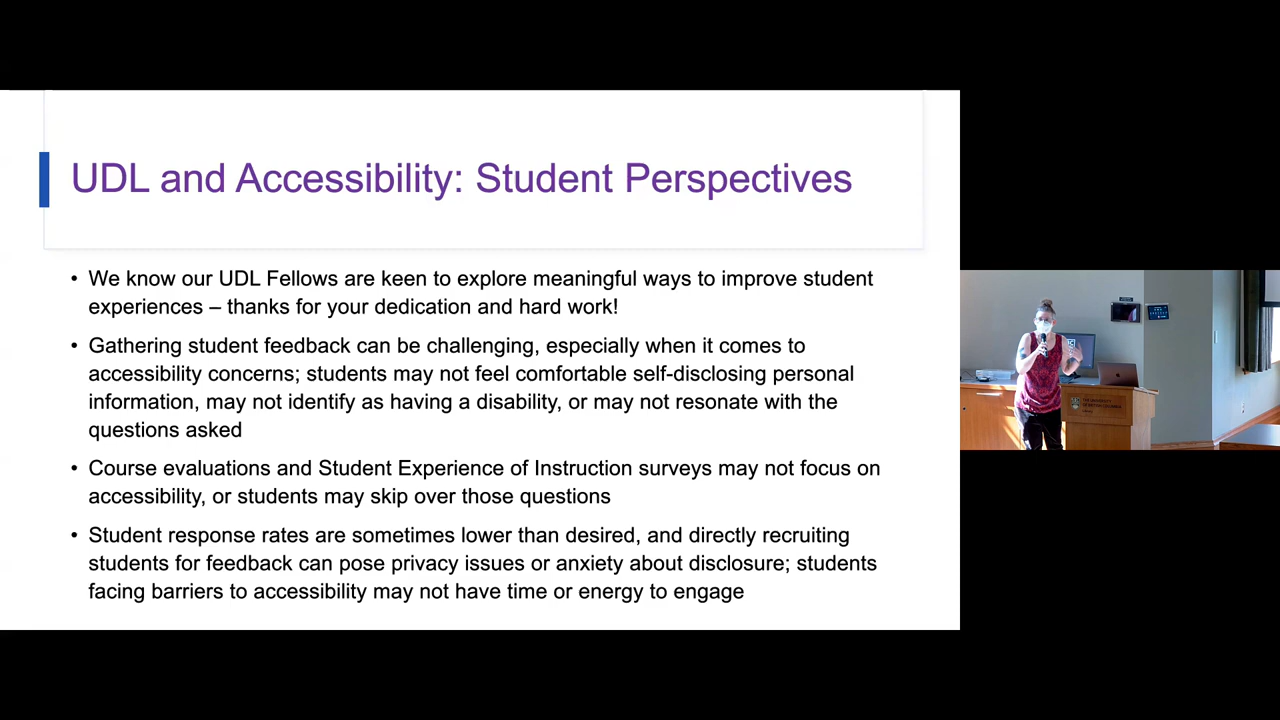 UDL and Accessibility: Student Perspectives
• We know our UDL Fellows are keen to explore meaningful ways to improve student
experiences – thanks for your dedication and hard work!
• Gathering student feedback can be challenging, especially when it comes to
accessibility concerns; students may not feel comfortable self-disclosing personal
information, may not identify as having a disability, or may not resonate with the
questions asked
• Course evaluations and Student Experience of Instruction surveys may not focus on
accessibility, or students may skip over those questions
• Student response rates are sometimes lower than desired, and directly recruiting
students for feedback can pose privacy issues or anxiety about disclosure; students
facing barriers to accessibility may not have time or energy to engage
THE UNIVERSITY
OF BRITISH COLUMBIA